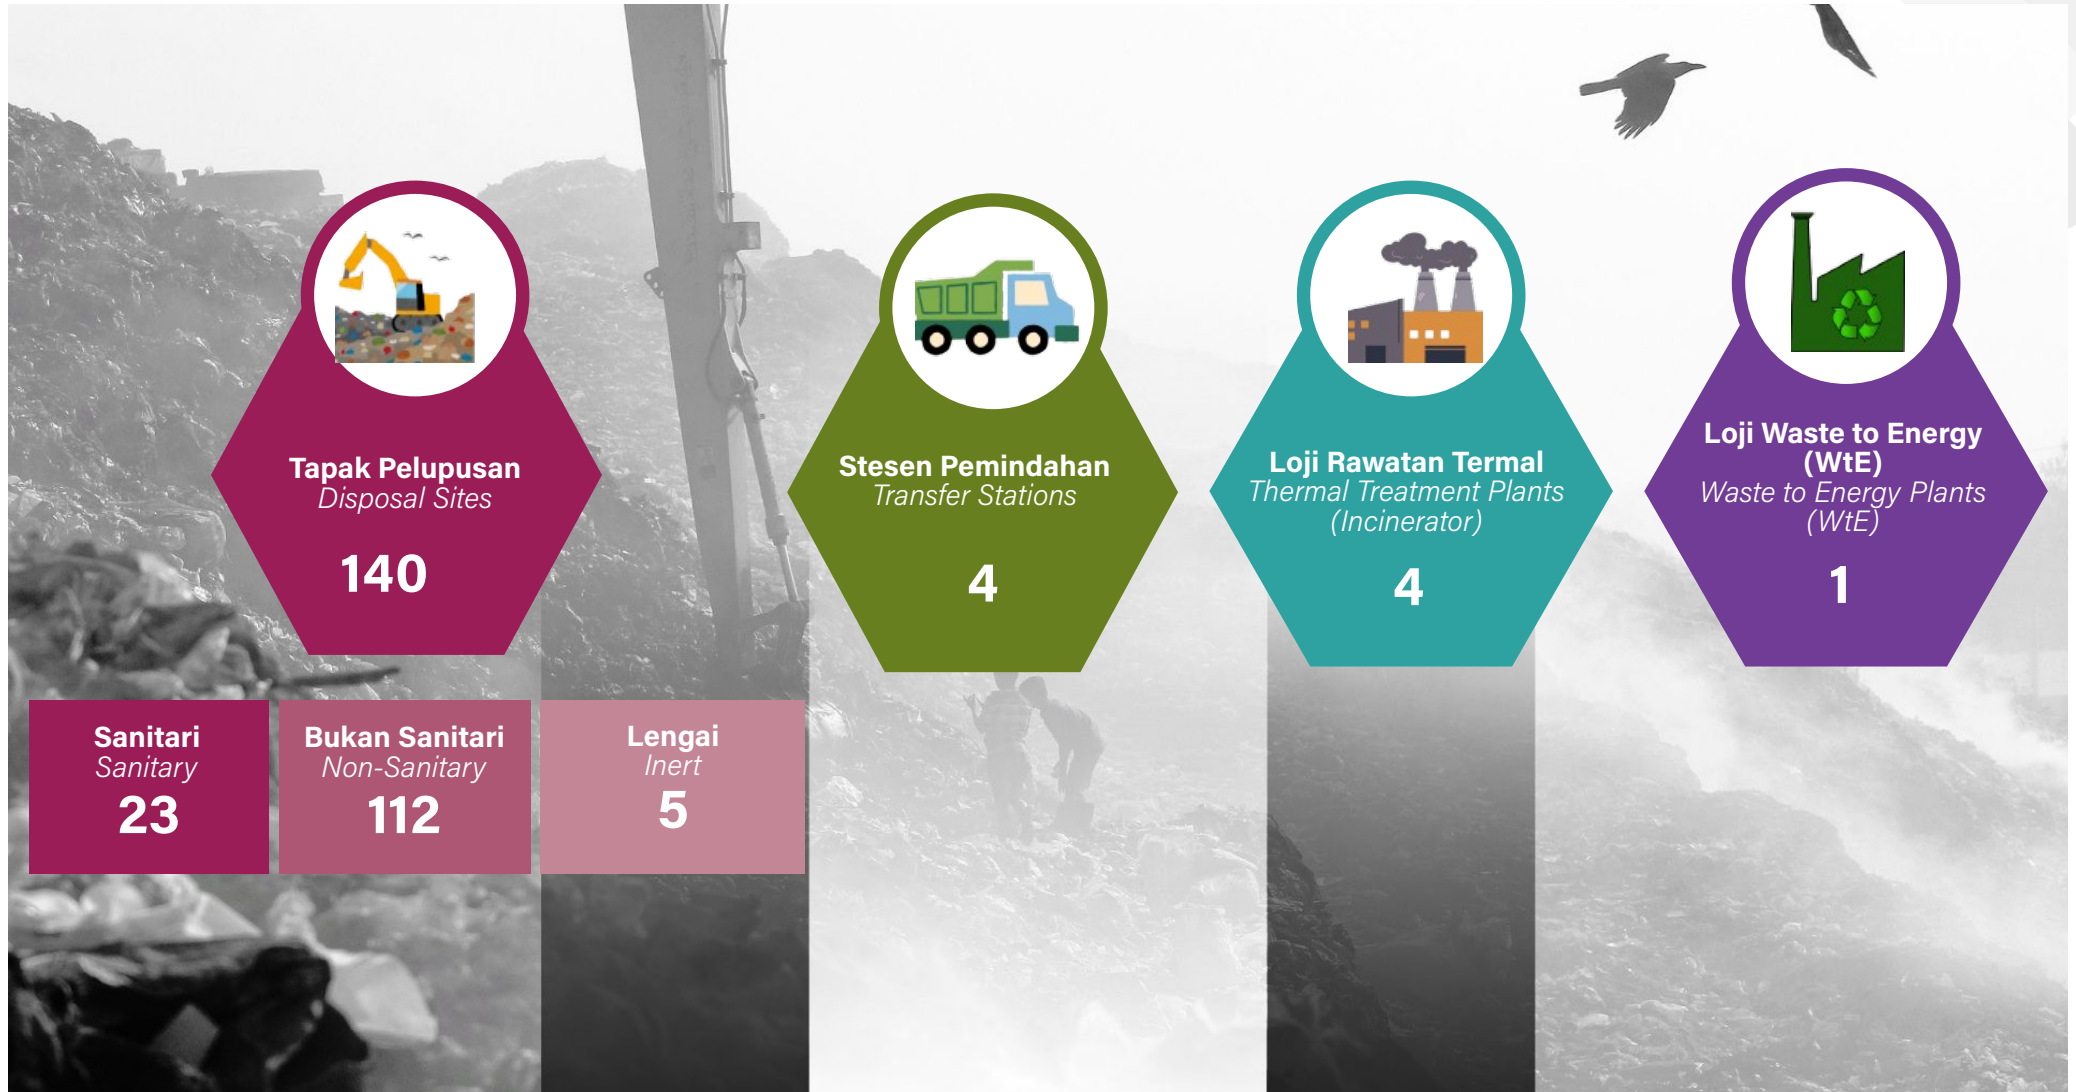 Tapak Pelupusan
Disposal Sites
140
Stesen Pemindahan
Transfer Stations
4
Loji Rawatan Termal
Thermal Treatment Plants
(Incinerator)
4
Loji Waste to Energy
(WtE)
Waste to Energy Plants
(WtE)
1
Sanitari
Sanitary
23
Bukan Sanitari
Non-Sanitary
112
Lengai
Inert
5